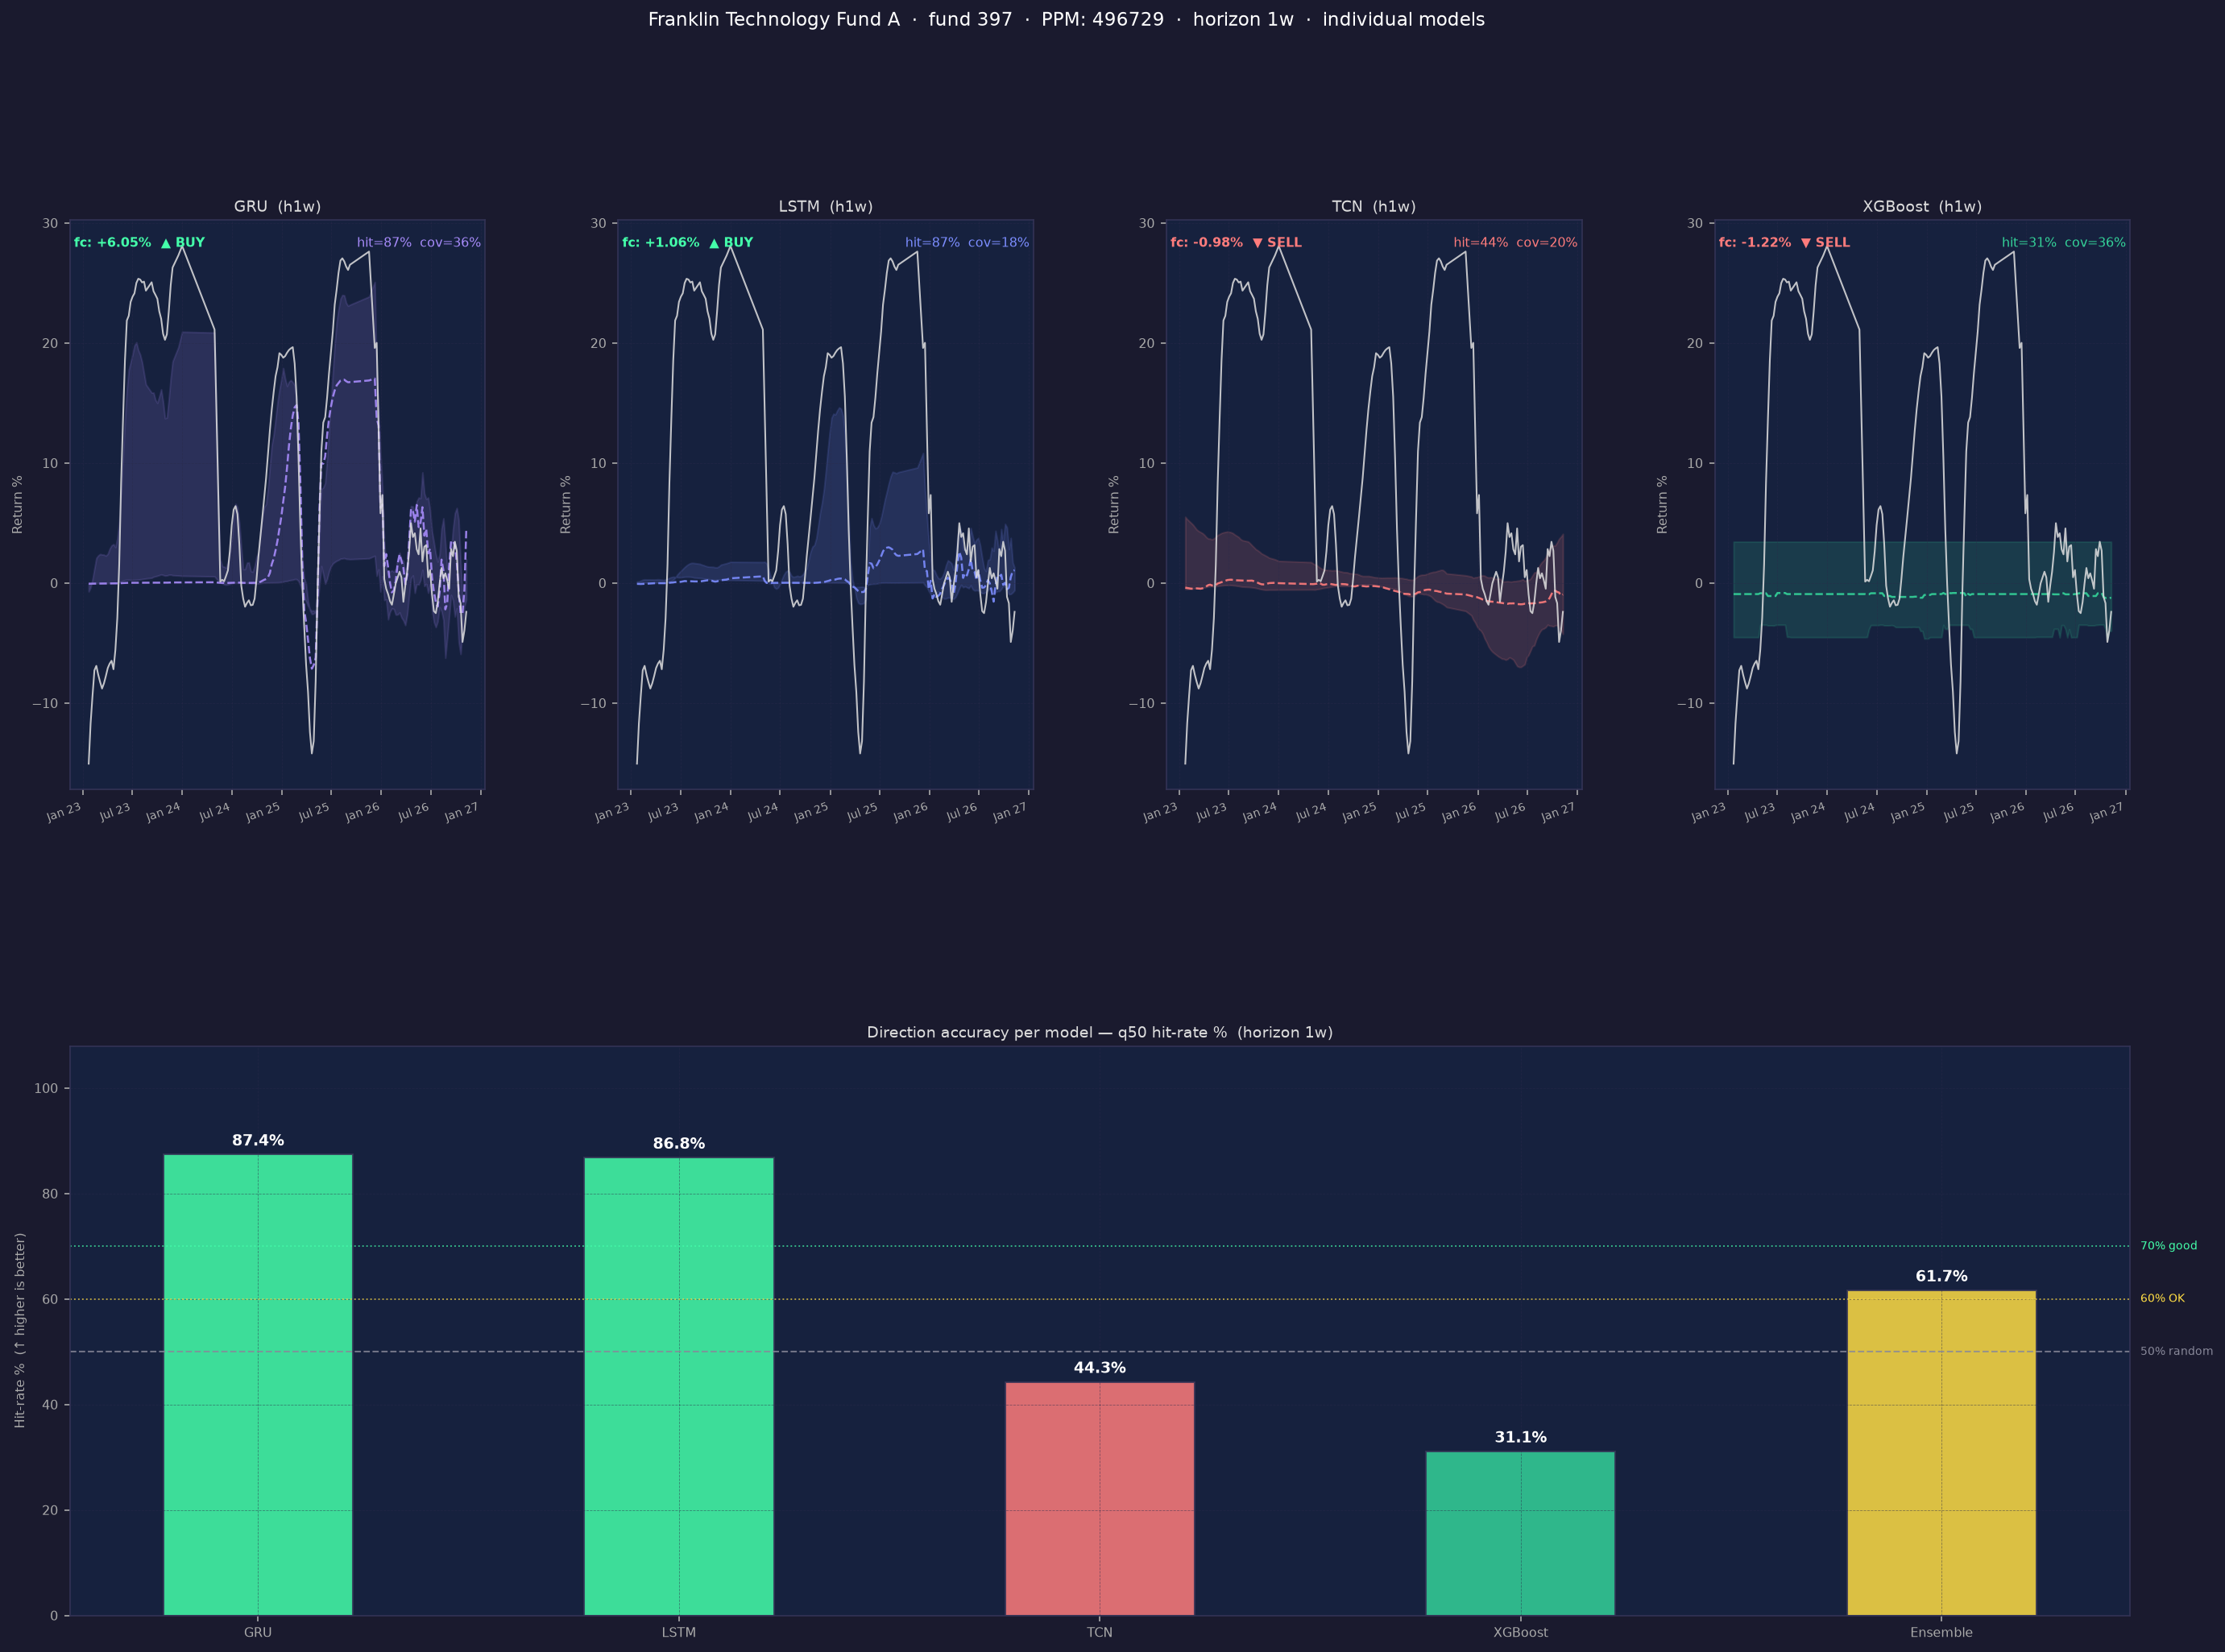 Franklin Technology Fund A · fund 397 · PPM: 496729 · horizon 1w · individual models
GRU (h1w)
fc: +6.05% ▲ BUY
hit=87% cov=36%
Return %
30
20
10
0
−10
Jan 23
Jul 23
Jan 24
Jul 24
Jan 25
Jul 25
Jan 26
Jul 26
Jan 27
LSTM (h1w)
fc: +1.06% ▲ BUY
hit=87% cov=18%
Return %
30
20
10
0
−10
Jan 23
Jul 23
Jan 24
Jul 24
Jan 25
Jul 25
Jan 26
Jul 26
Jan 27
TCN (h1w)
fc: -0.98% ▼ SELL
hit=44% cov=20%
Return %
30
20
10
0
−10
Jan 23
Jul 23
Jan 24
Jul 24
Jan 25
Jul 25
Jan 26
Jul 26
Jan 27
XGBoost (h1w)
fc: -1.22% ▼ SELL
hit=31% cov=36%
Return %
30
20
10
0
−10
Jan 23
Jul 23
Jan 24
Jul 24
Jan 25
Jul 25
Jan 26
Jul 26
Jan 27
Direction accuracy per model — q50 hit-rate % (horizon 1w)
Hit-rate % (↑ higher is better)
100
80
60
40
20
0
87.4%
86.8%
44.3%
31.1%
61.7%
70% good
60% OK
50% random
GRU
LSTM
TCN
XGBoost
Ensemble